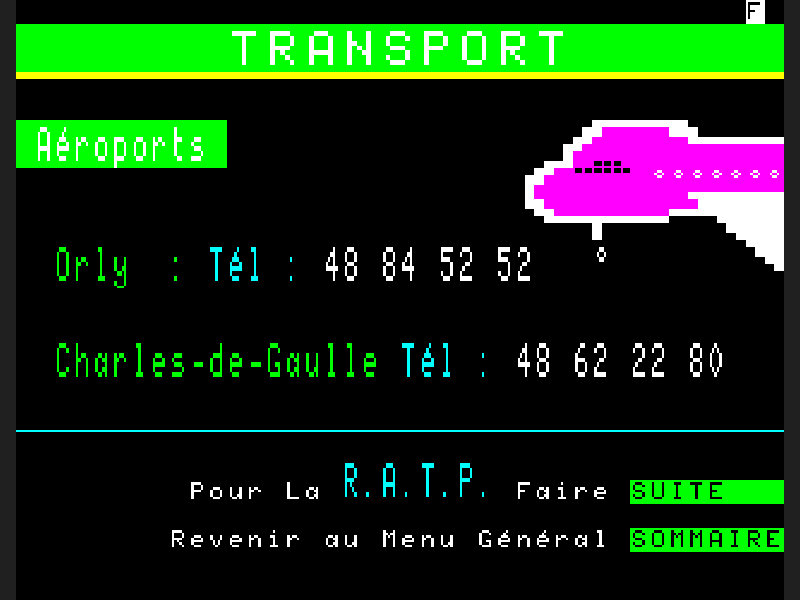 F
TRANSPORT
Aéroports
Orly : Tél : 48 84 52 52
Charles-de-Gaulle Tél : 48 62 22 80
Pour La R.A.T.P. Faire SUITE
Revenir au Menu Général SOMMAIRE